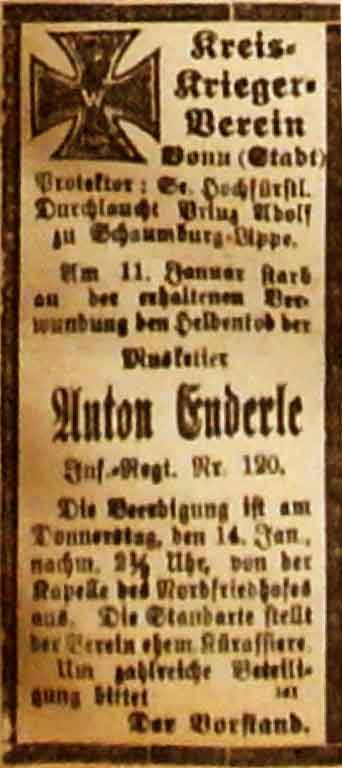 Kreis-
Krieger-
Verein
Bonn (Stadt)
Protektor: Se. Hochfürstl.
Durchlaucht Prinz Adolf
zu Schaumburg-Lippe.
Am 11. Januar starb
an der erhaltenen Ver-
wundung den Heldentod der
Musketier
Anton Enderle
Inf.-Regt. Nr. 120.
Die Beerdigung ist am
Donnerstag, den 14. Jan.,
nachm. Uhr, von der
Kapelle des Nordfriedhofes
aus. Die Standarte stellt
der Verein ehem. Kürassiere.
Um zahlreiche Beteili-
gung bittet
Der Vorstand.